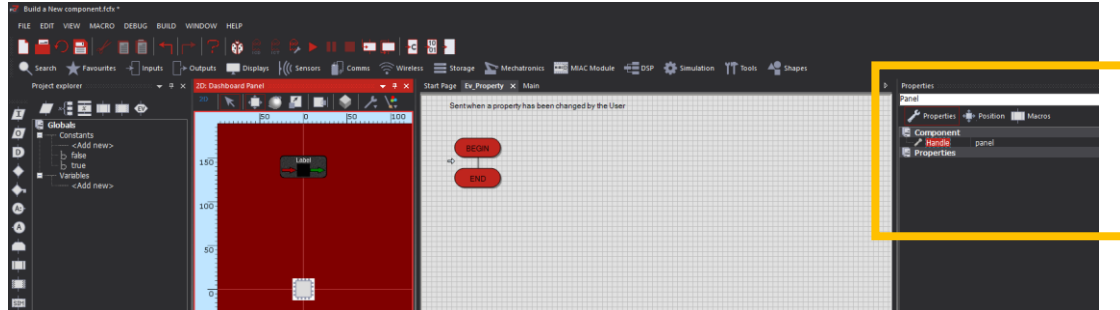 Build a New component.fcfx *
FILE EDIT VIEW MACRO DEBUG BUILD WINDOW HELP
Search Favourites Inputs Outputs Displays Sensors Comms Wireless Storage Mechatronics MIAC Module DSP Simulation Tools Shapes
Project explorer
Globals
Constants
<Add new>
false
true
Variables
<Add new>
2D: Dashboard Panel
2D
50 0 50 100
150
100
50
0
Label
Start Page Ev_Property X Main
Sent when a property has been changed by the User
BEGIN
END
Properties
Panel
Properties Position Macros
Component
Handle panel
Properties